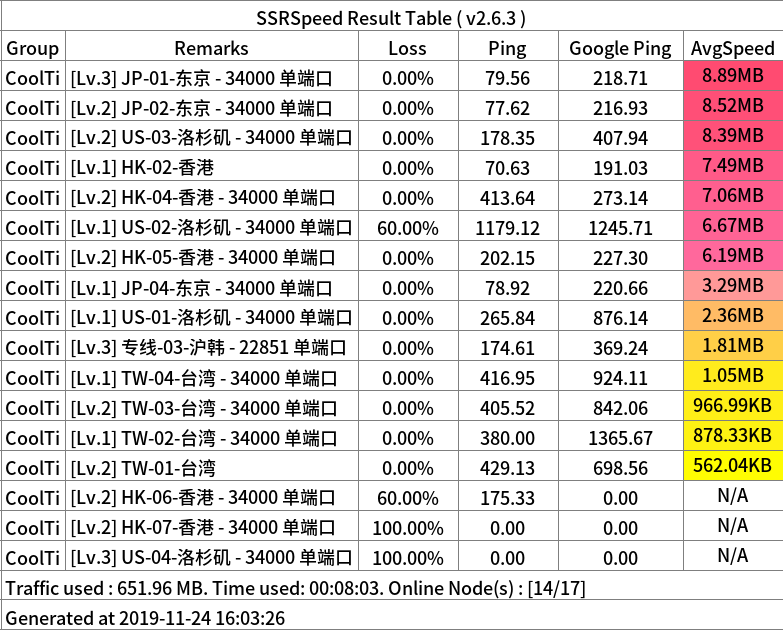 SSRSpeed Result Table ( v2.6.3 )
Group Remarks Loss Ping Google Ping AvgSpeed
CoolTi [Lv.3] JP-01-东京 - 34000 单端口 0.00% 79.56 218.71 8.89MB
CoolTi [Lv.2] JP-02-东京 - 34000 单端口 0.00% 77.62 216.93 8.52MB
CoolTi [Lv.2] US-03-洛杉矶 - 34000 单端口 0.00% 178.35 407.94 8.39MB
CoolTi [Lv.1] HK-02-香港 0.00% 70.63 191.03 7.49MB
CoolTi [Lv.2] HK-04-香港 - 34000 单端口 0.00% 413.64 273.14 7.06MB
CoolTi [Lv.1] US-02-洛杉矶 - 34000 单端口 60.00% 1179.12 1245.71 6.67MB
CoolTi [Lv.2] HK-05-香港 - 34000 单端口 0.00% 202.15 227.30 6.19MB
CoolTi [Lv.1] JP-04-东京 - 34000 单端口 0.00% 78.92 220.66 3.29MB
CoolTi [Lv.1] US-01-洛杉矶 - 34000 单端口 0.00% 265.84 876.14 2.36MB
CoolTi [Lv.3] 专线-03-沪韩 - 22851 单端口 0.00% 174.61 369.24 1.81MB
CoolTi [Lv.1] TW-04-台湾 - 34000 单端口 0.00% 416.95 924.11 1.05MB
CoolTi [Lv.2] TW-03-台湾 - 34000 单端口 0.00% 405.52 842.06 966.99KB
CoolTi [Lv.1] TW-02-台湾 - 34000 单端口 0.00% 380.00 1365.67 878.33KB
CoolTi [Lv.2] TW-01-台湾 0.00% 429.13 698.56 562.04KB
CoolTi [Lv.2] HK-06-香港 - 34000 单端口 60.00% 175.33 0.00 N/A
CoolTi [Lv.2] HK-07-香港 - 34000 单端口 100.00% 0.00 0.00 N/A
CoolTi [Lv.3] US-04-洛杉矶 - 34000 单端口 100.00% 0.00 0.00 N/A
Traffic used : 651.96 MB. Time used: 00:08:03. Online Node(s) : [14/17]
Generated at 2019-11-24 16:03:26